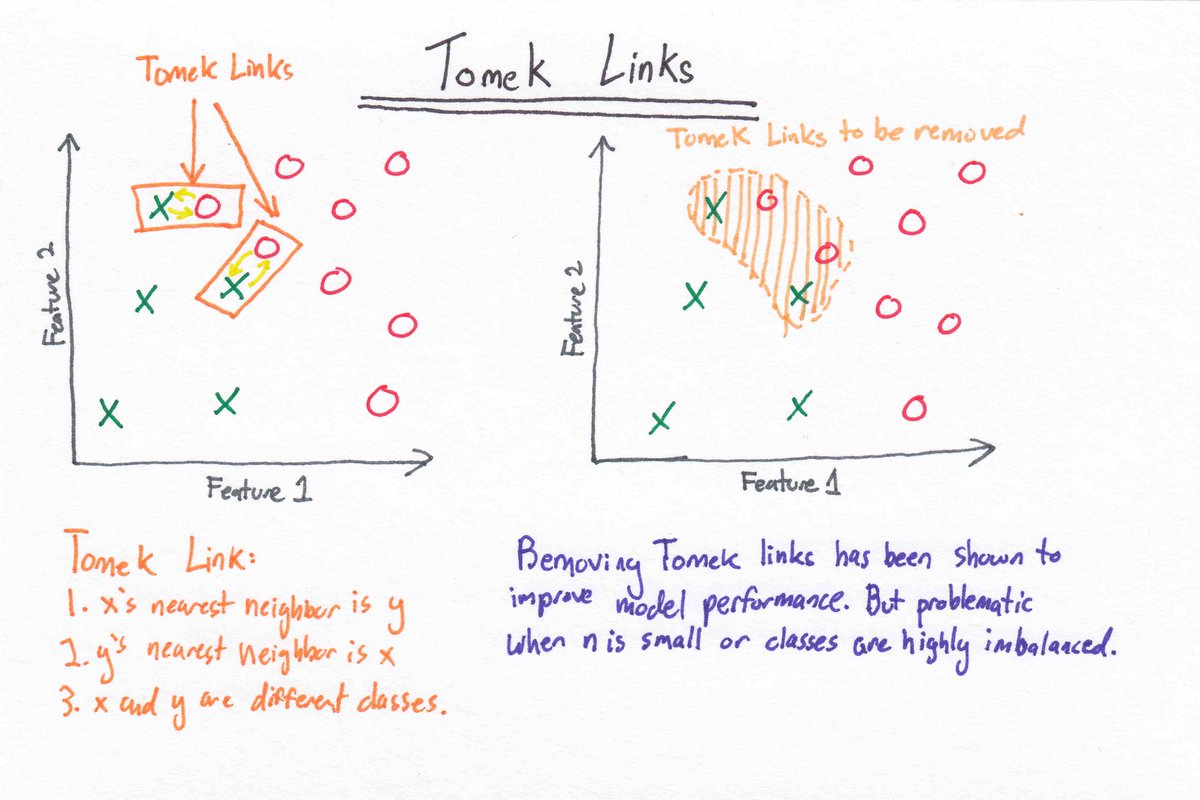 Tomek Links
Tomek Links
Tomek Links to be removed
Feature 2
Feature 1
Feature 2
Feature 1
Tomek Link:
1. x's nearest neighbor is y
2. y's nearest neighbor is x
3. x and y are different classes.
Removing Tomek links has been shown to
improve model performance. But problematic
when n is small or classes are highly imbalanced.